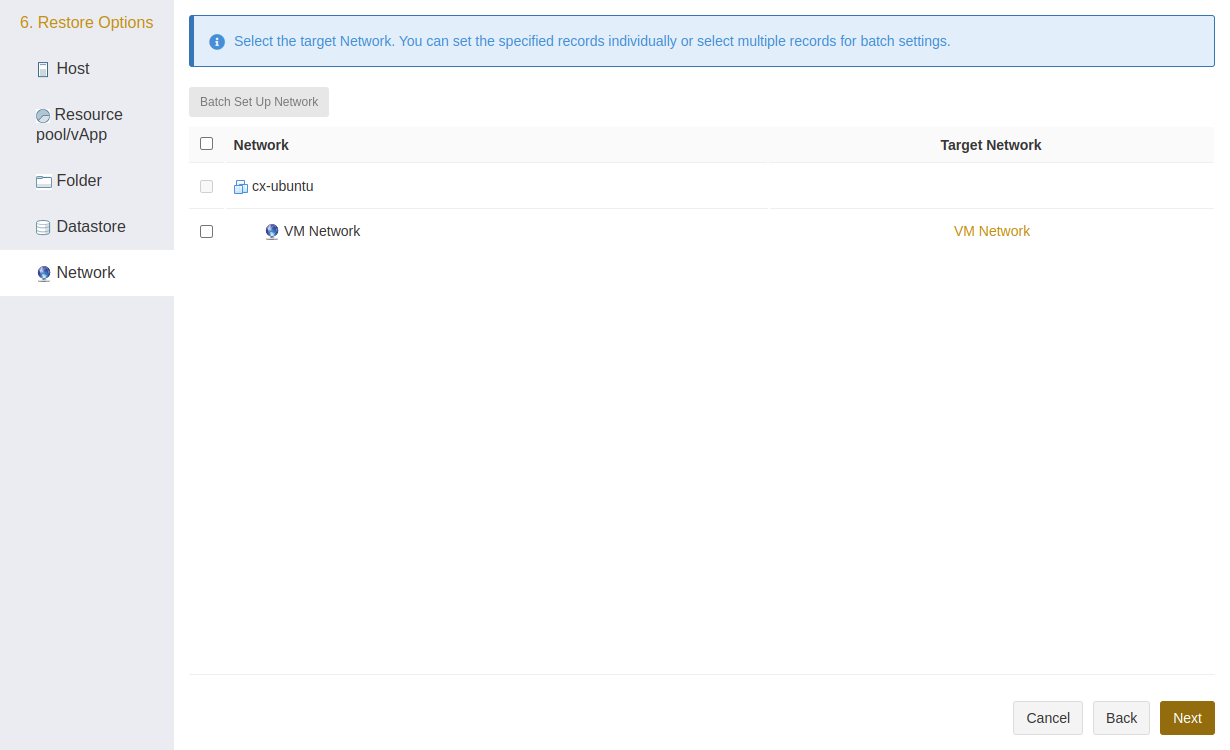 6. Restore Options
Host
Resource
pool/vApp
Folder
Datastore
Network
Select the target Network. You can set the specified records individually or select multiple records for batch settings.
Batch Set Up Network
Network Target Network
cx-ubuntu
VM Network VM Network
Cancel Back Next